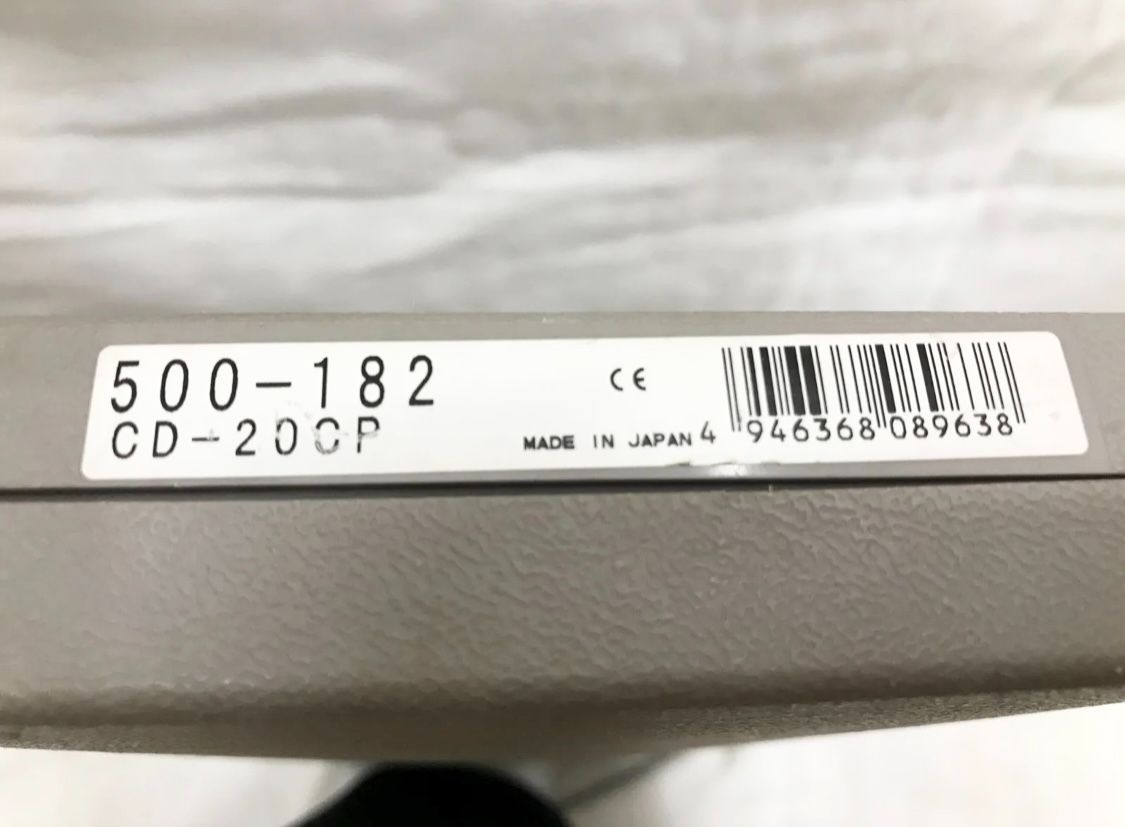 500-182
CD-20CP
CE
MADE IN JAPAN
4 946368 089638